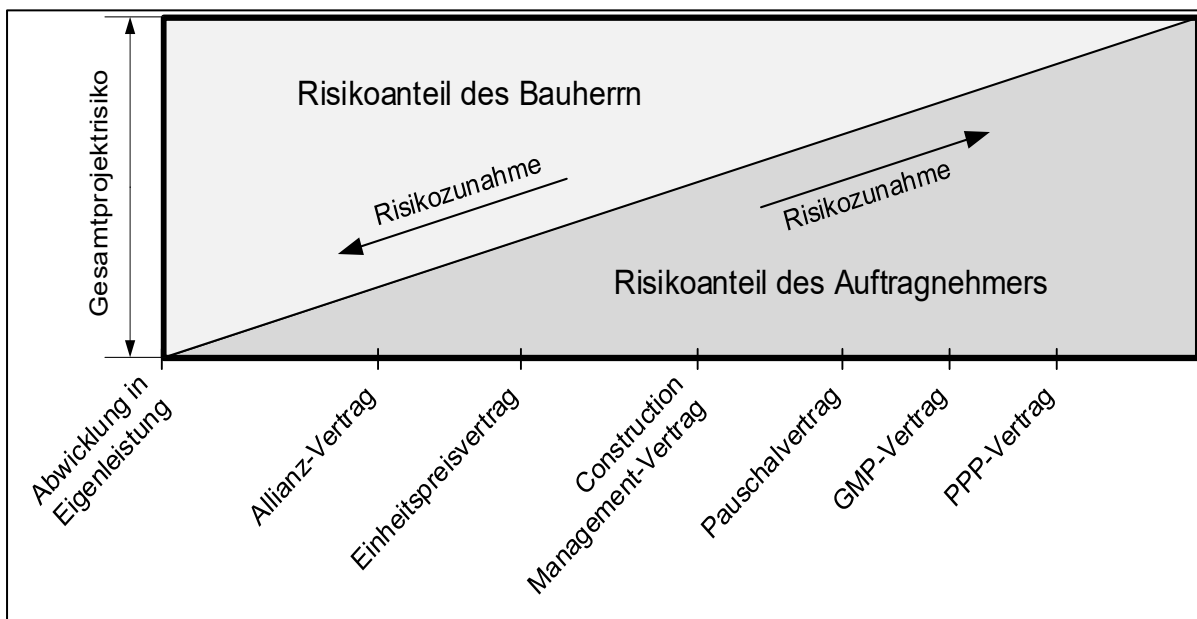 Gesamtprojektrisiko
Risikoanteil des Bauherrn
Risikozunahme
Risikozunahme
Risikoanteil des Auftragnehmers
Abwicklung in
Eigenleistung
Allianz-Vertrag
Einheitspreisvertrag
Construction
Management-Vertrag
Pauschalvertrag
GMP-Vertrag
PPP-Vertrag